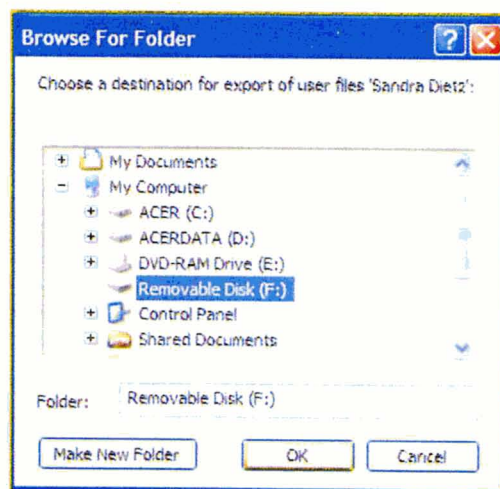 Browse For Folder
Choose a destination for export of user files 'Sandra Dietz':
My Documents
My Computer
ACER (C:)
ACERDATA (D:)
DVD-RAM Drive (E:)
Removable Disk (F:)
Control Panel
Shared Documents
Folder: Removable Disk (F:)
Make New Folder OK Cancel